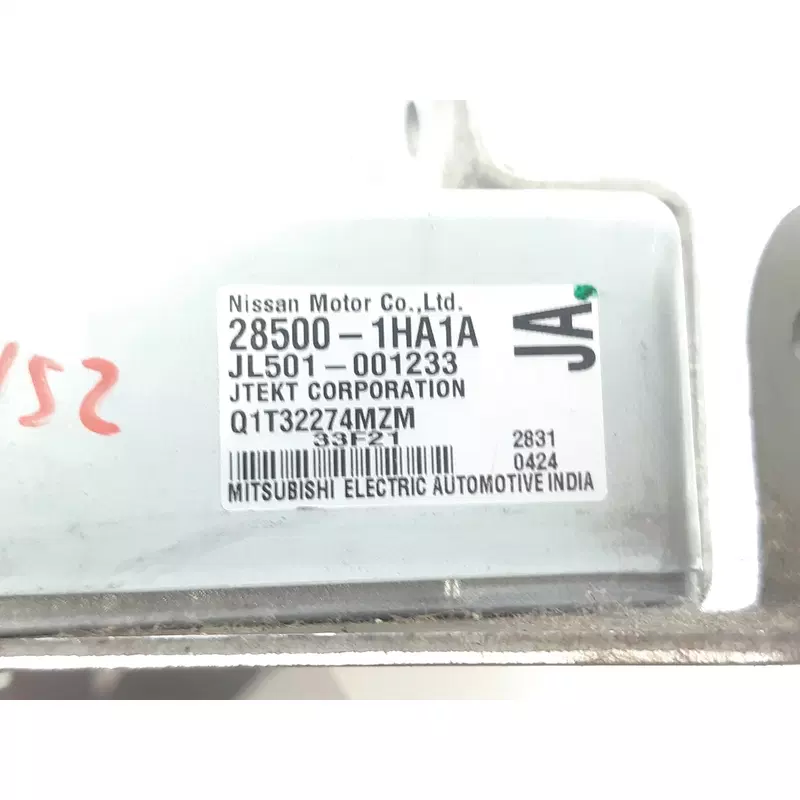 Nissan Motor Co.,Ltd.
28500-1HA1A
JA
JL501-001233
JTEKT CORPORATION
Q1T32274MZM
33F21
2831
0424
MITSUBISHI ELECTRIC AUTOMOTIVE INDIA